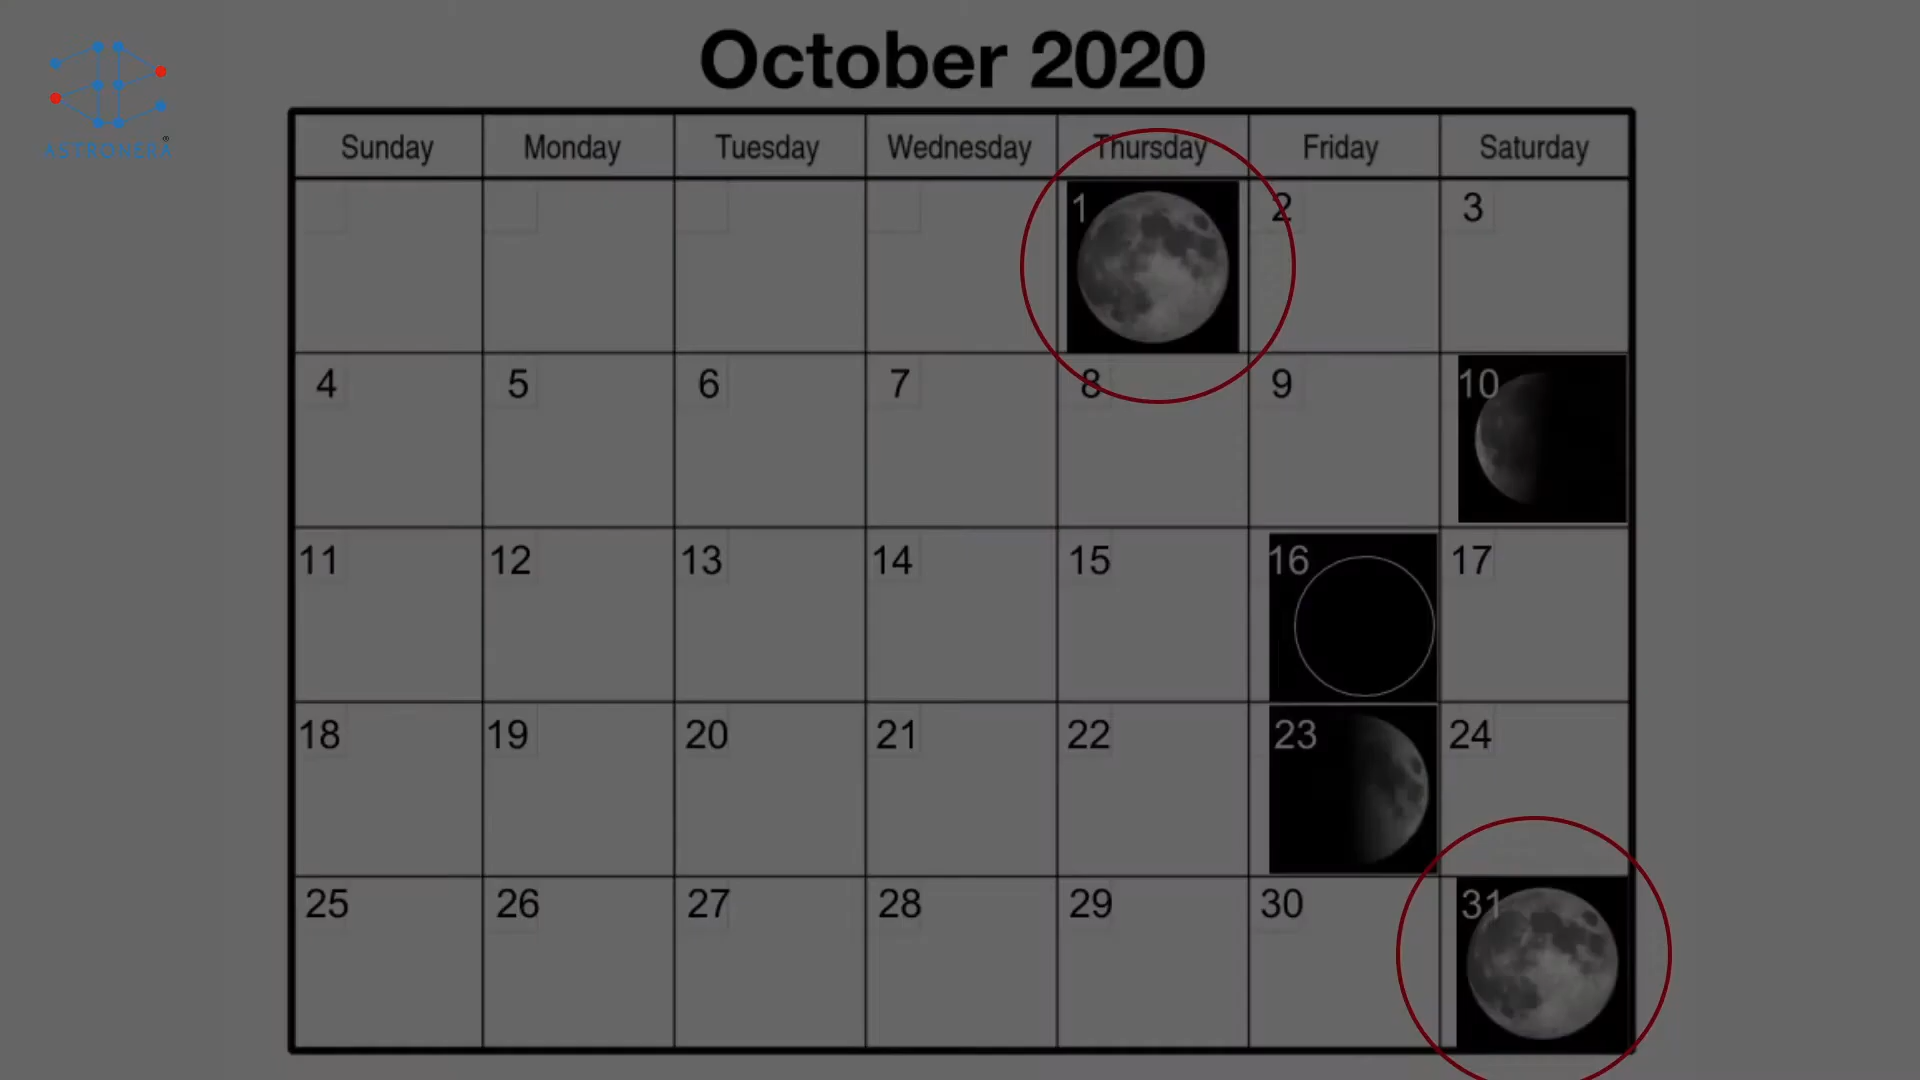 October 2020
ASTRONERA®
Sunday Monday Tuesday Wednesday Thursday Friday Saturday
1 2 3
4 5 6 7 8 9 10
11 12 13 14 15 16 17
18 19 20 21 22 23 24
25 26 27 28 29 30 31